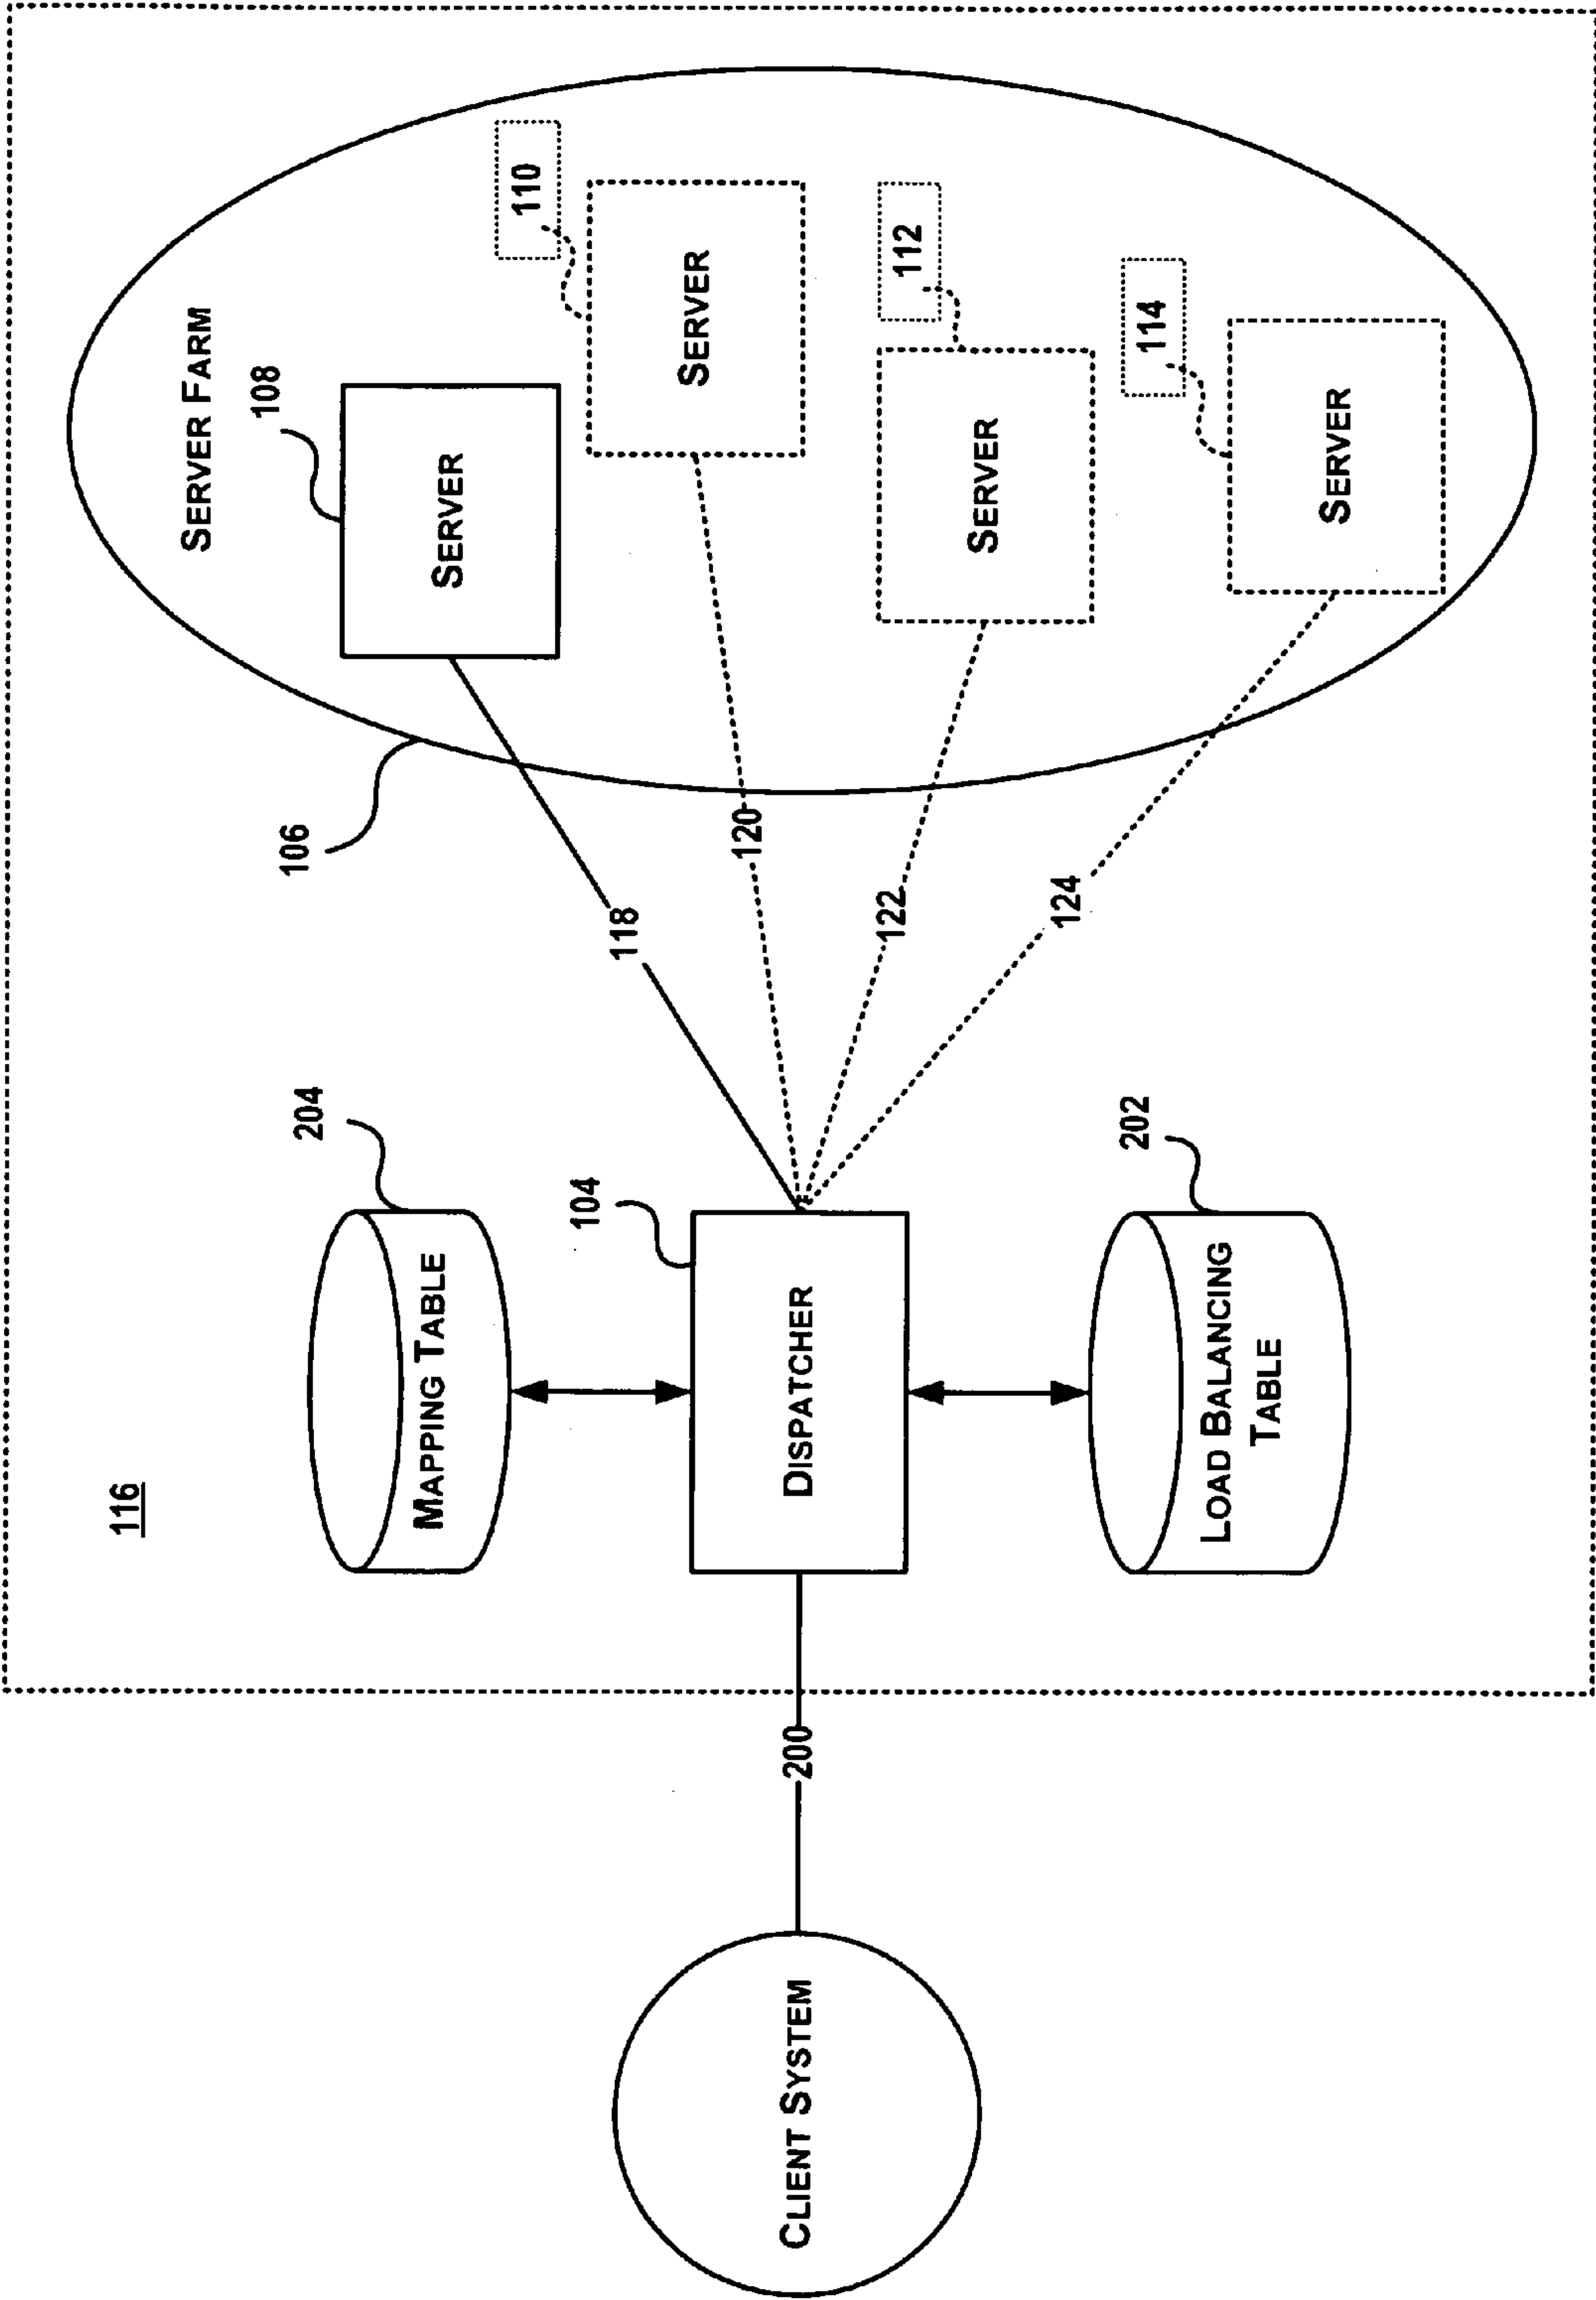 116
SERVER FARM
108
SERVER
110
SERVER
112
SERVER
114
SERVER
106
118
120
122
124
204
MAPPING TABLE
104
DISPATCHER
202
LOAD BALANCING
TABLE
200
CLIENT SYSTEM